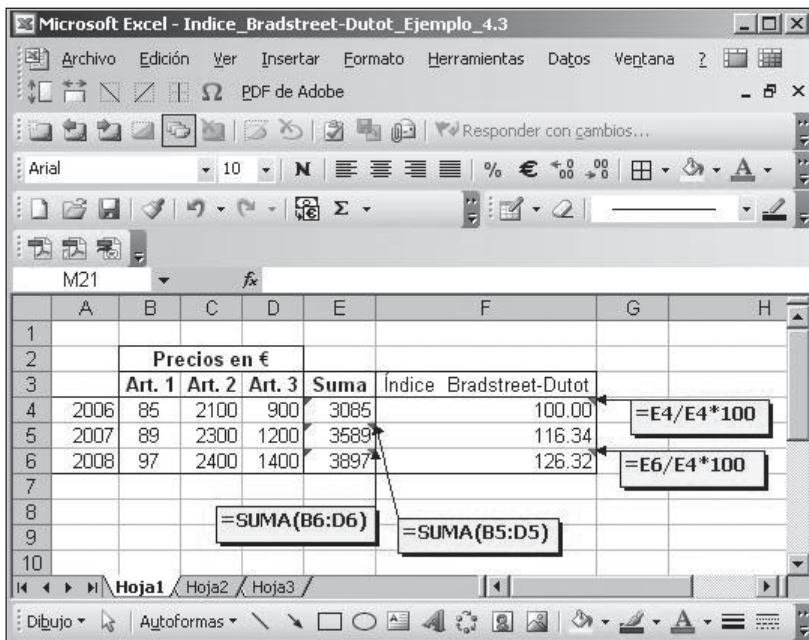 Microsoft Excel - Indice_Bradstreet-Dutot_Ejemplo_4.3
Archivo Edición Ver Insertar Formato Herramientas Datos Ventana ?
Ω PDF de Adobe
Responder con cambios...
Arial 10 N % €
Σ
M21 fx
A B C D E F G H
1
2 Precios en €
3 Art. 1 Art. 2 Art. 3 Suma Índice Bradstreet-Dutot
4 2006 85 2100 900 3085 100.00 =E4/E4*100
5 2007 89 2300 1200 3589 116.34
6 2008 97 2400 1400 3897 126.32 =E6/E4*100
7
8 =SUMA(B6:D6) =SUMA(B5:D5)
9
10
Hoja1 Hoja2 Hoja3
Dibujo Autoformas A